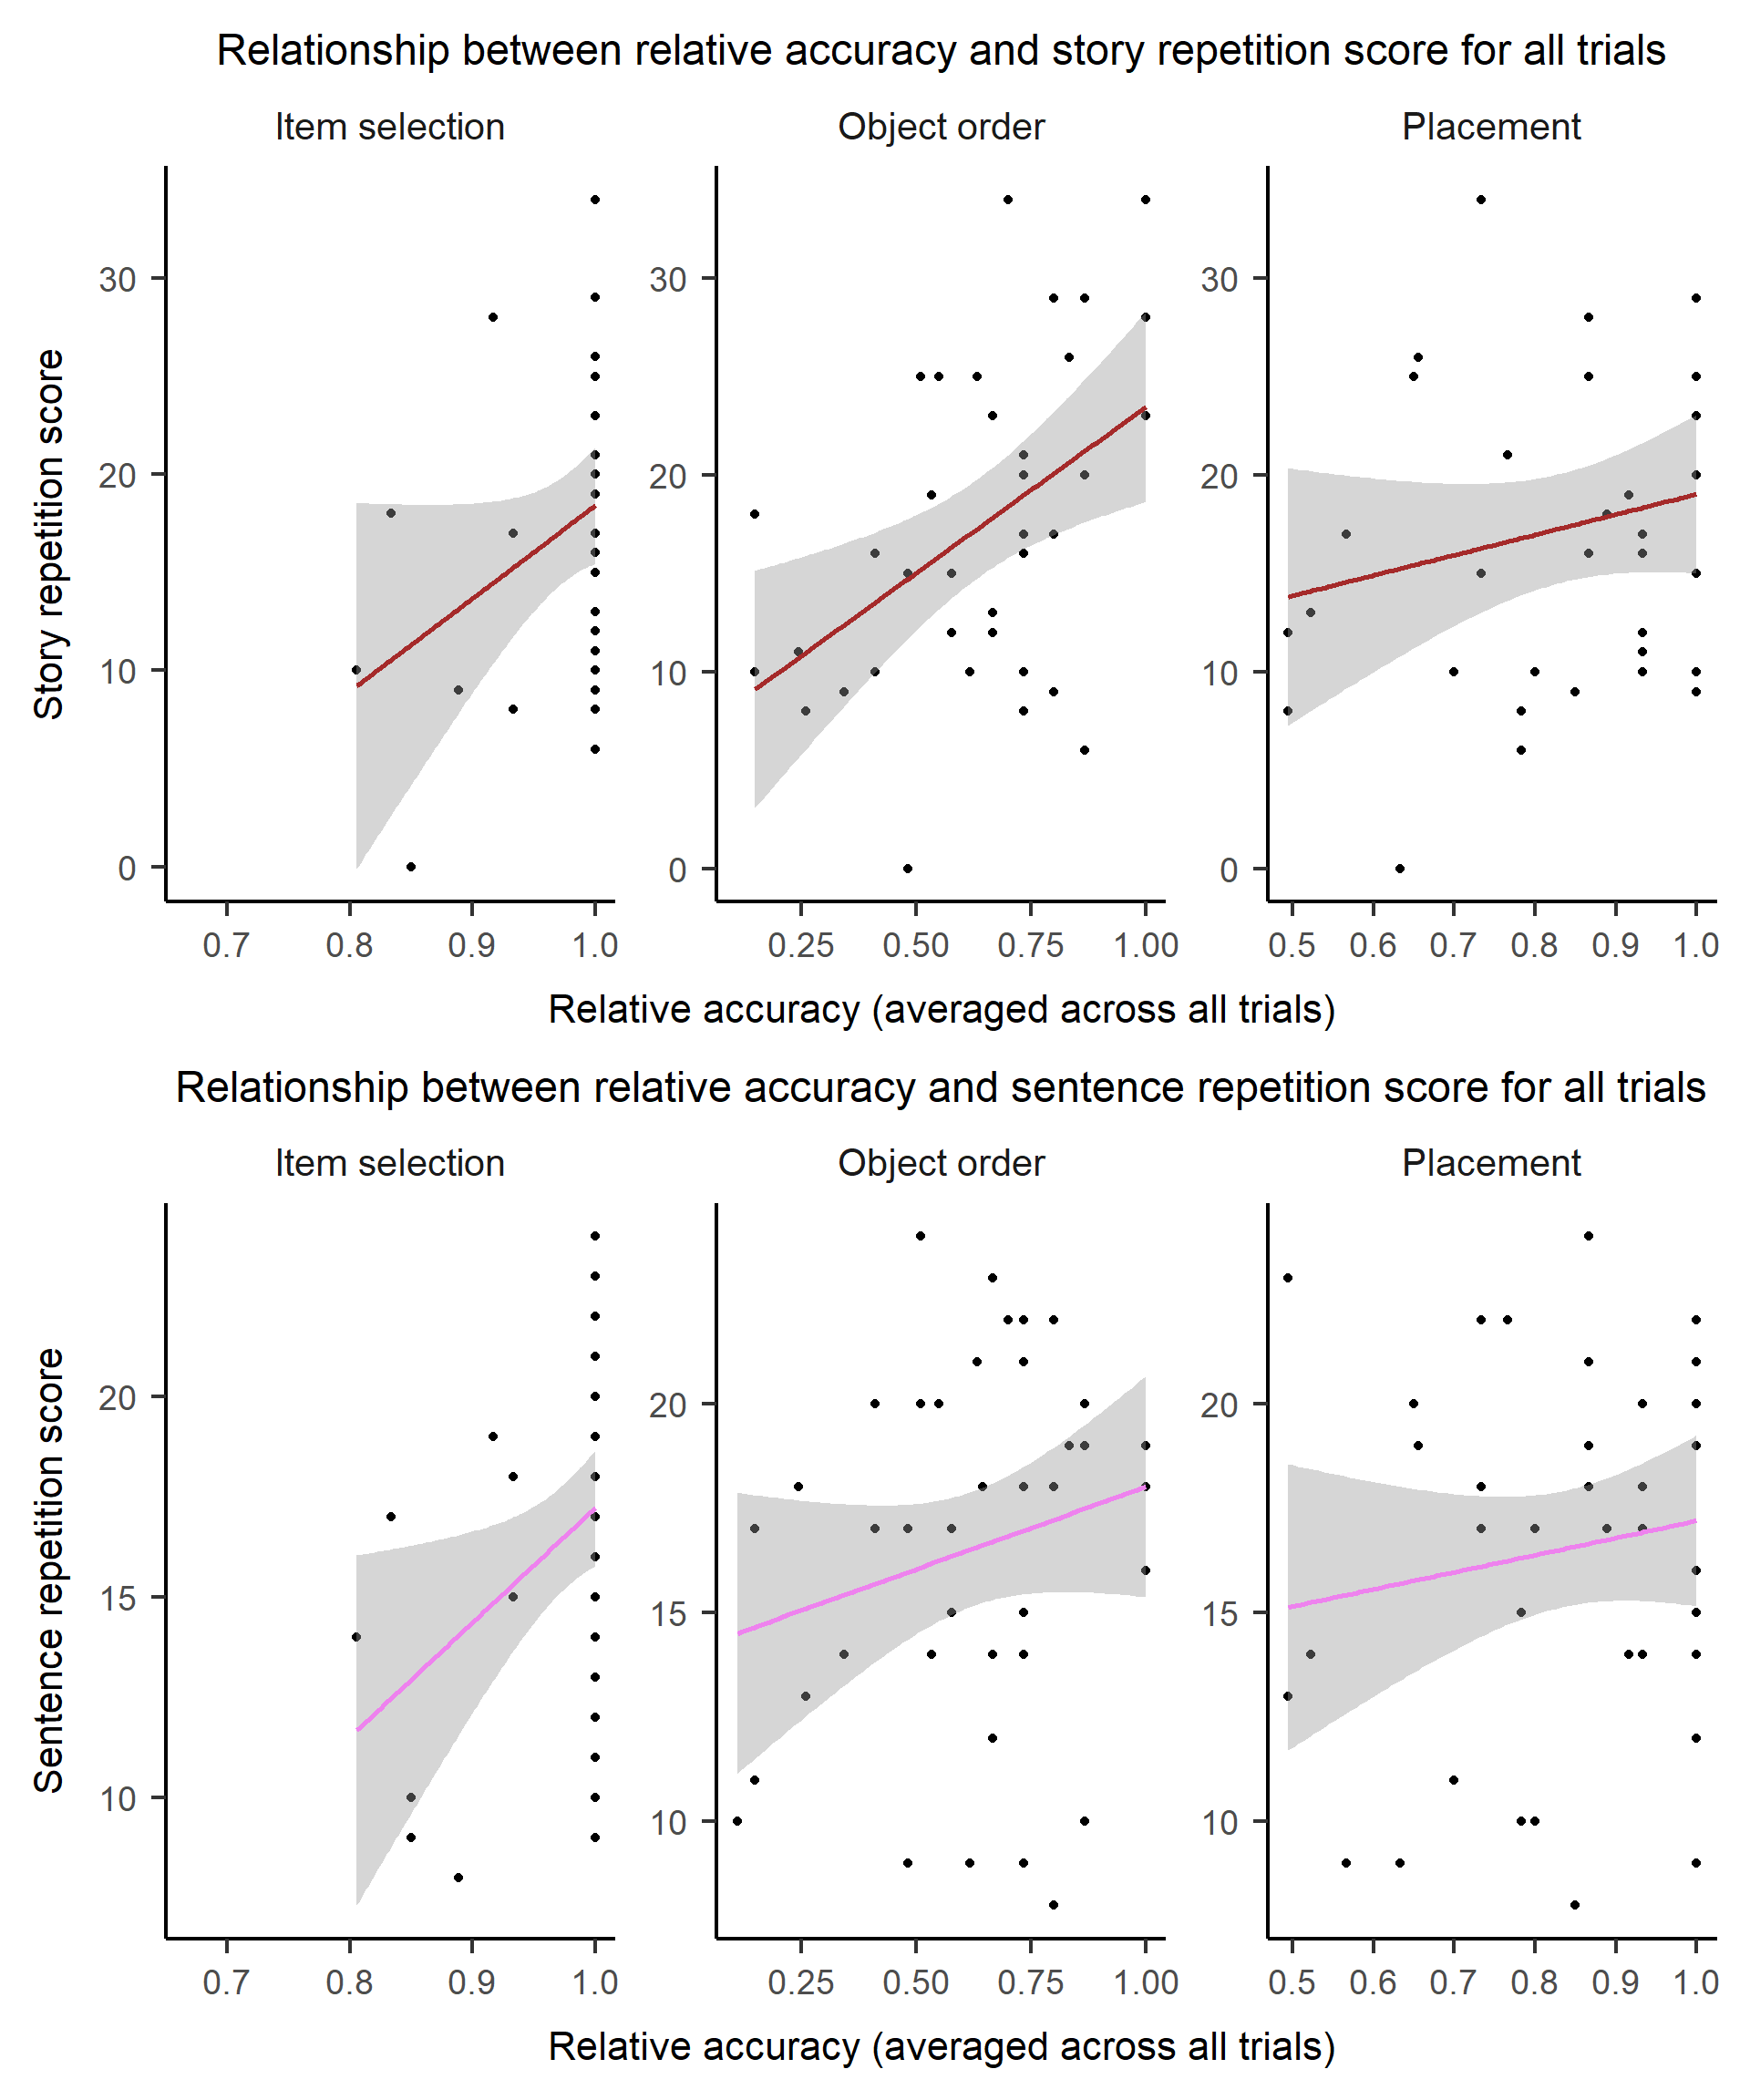 Relationship between relative accuracy and story repetition score for all trials
Item selection Object order Placement
Story repetition score
30 30 30
20 20 20
10 10 10
0 0 0
0.7 0.8 0.9 1.0 0.25 0.50 0.75 1.00 0.5 0.6 0.7 0.8 0.9 1.0
Relative accuracy (averaged across all trials)
Relationship between relative accuracy and sentence repetition score for all trials
Item selection Object order Placement
Sentence repetition score
20 20 20
15 15 15
10 10 10
0.7 0.8 0.9 1.0 0.25 0.50 0.75 1.00 0.5 0.6 0.7 0.8 0.9 1.0
Relative accuracy (averaged across all trials)